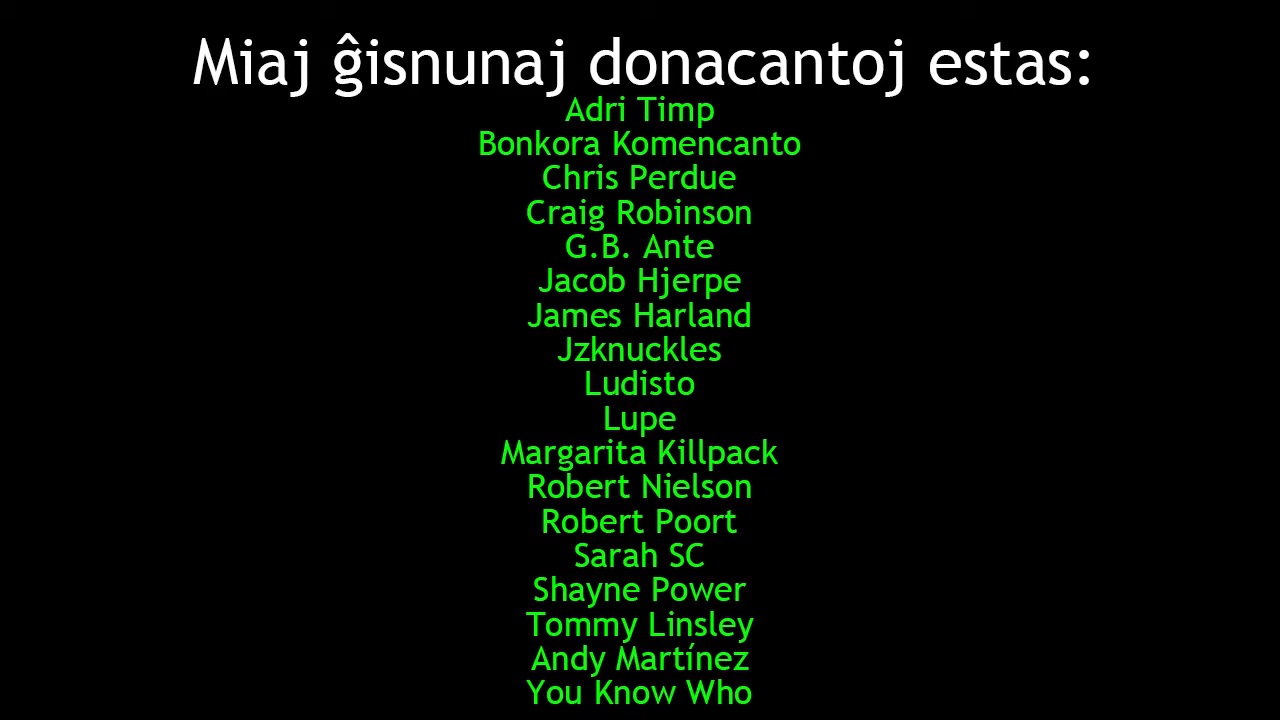 Miaj ĝisnunaj donacantoj estas:
Adri Timp
Bonkora Komencanto
Chris Perdue
Craig Robinson
G.B. Ante
Jacob Hjerpe
James Harland
Jzknuckles
Ludisto
Lupe
Margarita Killpack
Robert Nielson
Robert Poort
Sarah SC
Shayne Power
Tommy Linsley
Andy Martínez
You Know Who